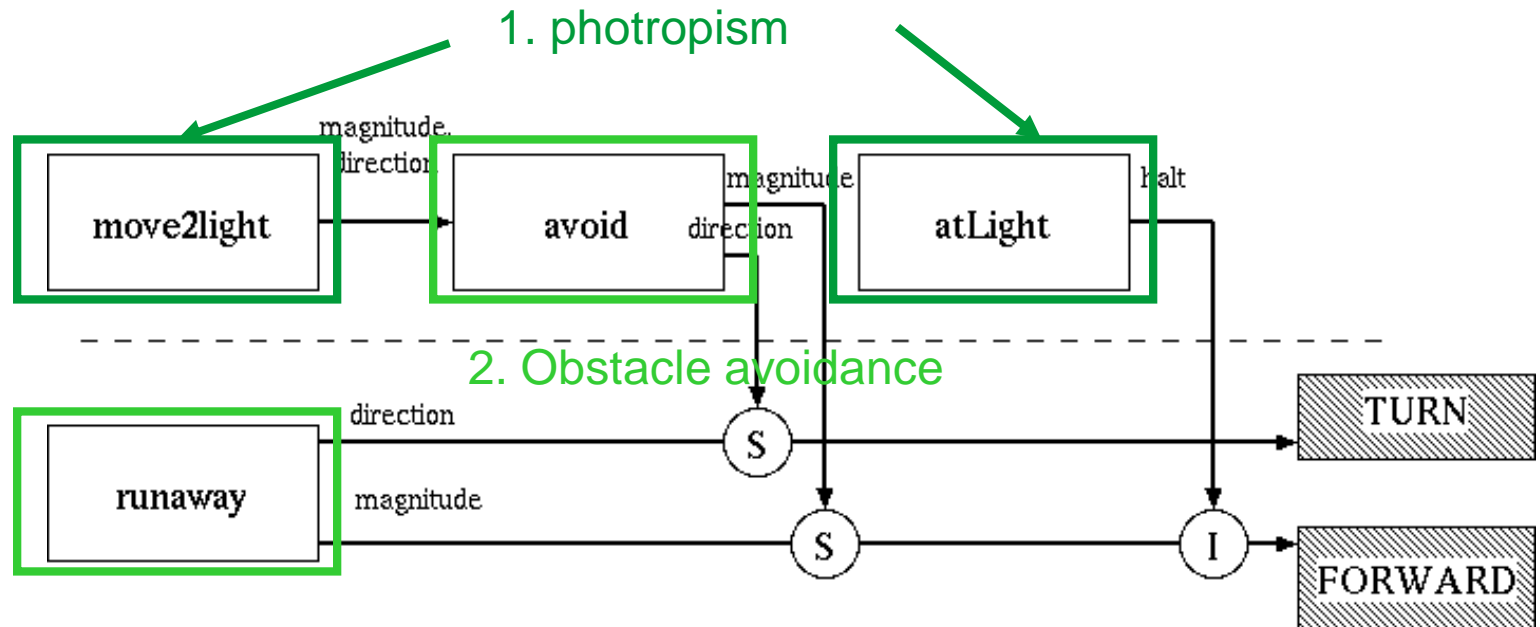 1. photropism
magnitude,
direction
move2light
avoid
magnitude
direction
atLight
halt
2. Obstacle avoidance
runaway
direction
magnitude
S
S
I
TURN
FORWARD